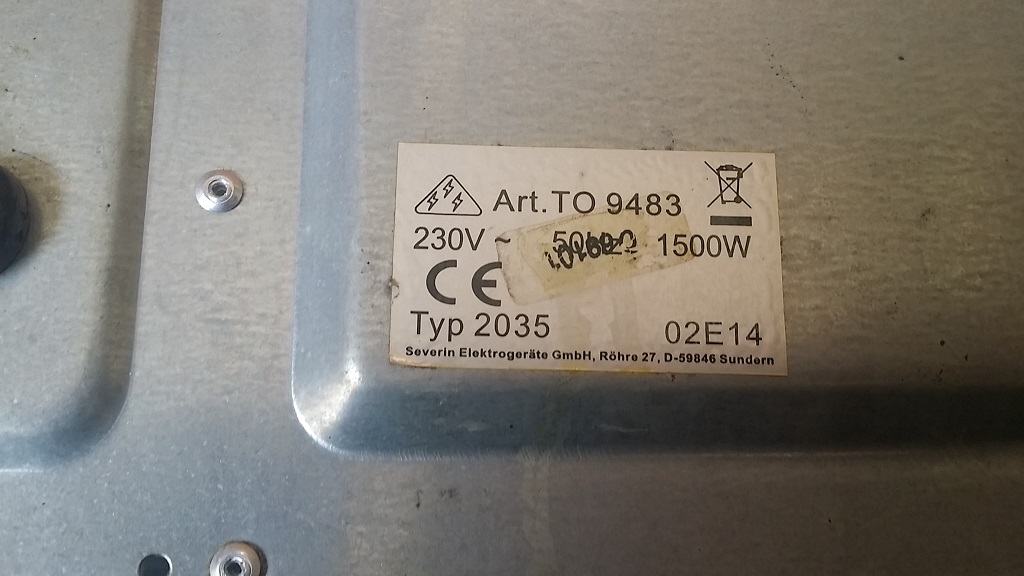 Art. TO 9483
230V ~ 1500W
CE
Typ 2035 02E14
Severin Elektrogeräte GmbH, Röhre 27, D-59846 Sundern